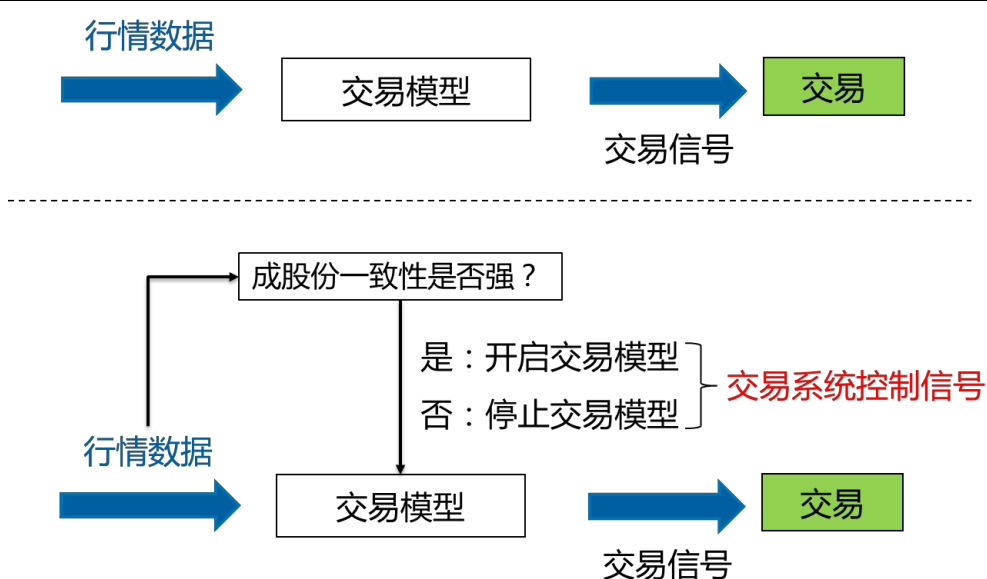 行情数据
交易模型
交易
交易信号
成股份一致性是否强？
是：开启交易模型
否：停止交易模型
交易系统控制信号
行情数据
交易模型
交易
交易信号